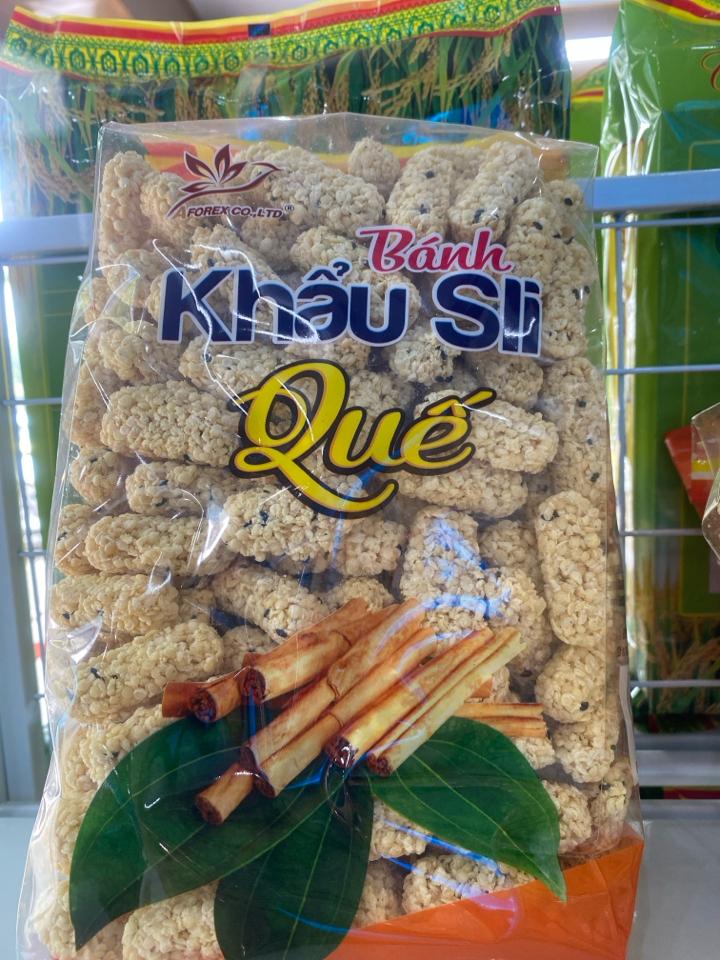 FOREX CO.,LTD ®
Bánh
Khẩu Sli
Quế